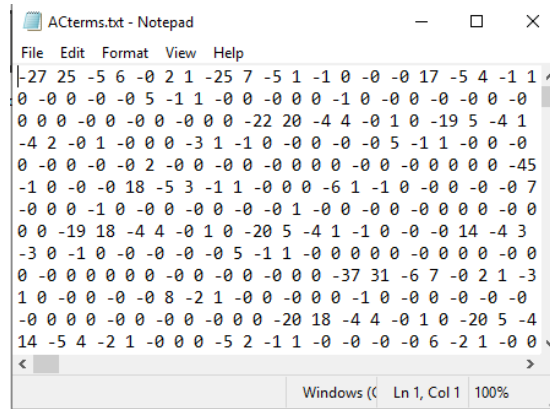 ACterms.txt - Notepad
File Edit Format View Help
-27 25 -5 6 -0 2 1 -25 7 -5 1 -1 0 -0 -0 17 -5 4 -1 1
0 -0 0 -0 -0 5 -1 1 -0 0 -0 0 0 -1 0 -0 0 -0 -0 0 -0
0 0 0 -0 0 -0 0 -0 0 0 -22 20 -4 4 -0 1 0 -19 5 -4 1
-4 2 -0 1 -0 0 0 -3 1 -1 0 -0 0 -0 -0 5 -1 1 -0 0 -0
0 -0 0 -0 -0 2 -0 0 -0 0 -0 0 0 0 -0 0 -0 0 0 0 0 -45
-1 0 -0 -0 18 -5 3 -1 1 -0 0 0 -6 1 -1 0 -0 0 -0 -0 7
-0 0 0 -1 0 -0 0 -0 0 -0 -0 1 -0 0 -0 -0 0 0 0 -0 0
0 0 -19 18 -4 4 -0 1 0 -20 5 -4 1 -1 0 -0 -0 14 -4 3
-3 0 -1 0 -0 -0 -0 -0 5 -1 1 -0 0 0 0 0 -0 0 0 0 -0 0
0 -0 0 0 0 0 0 -0 0 -0 0 0 -0 0 0 -37 31 -6 7 -0 2 1 -3
1 0 -0 0 -0 -0 8 -2 1 -0 0 -0 0 0 -1 0 -0 0 -0 -0 -0
-0 0 0 0 -0 0 -0 0 -0 0 0 -20 18 -4 4 -0 1 0 -20 5 -4
14 -5 4 -2 1 -0 0 0 -5 2 -1 1 -0 -0 -0 -0 6 -2 1 -0 0
Windows (C Ln 1, Col 1 100%